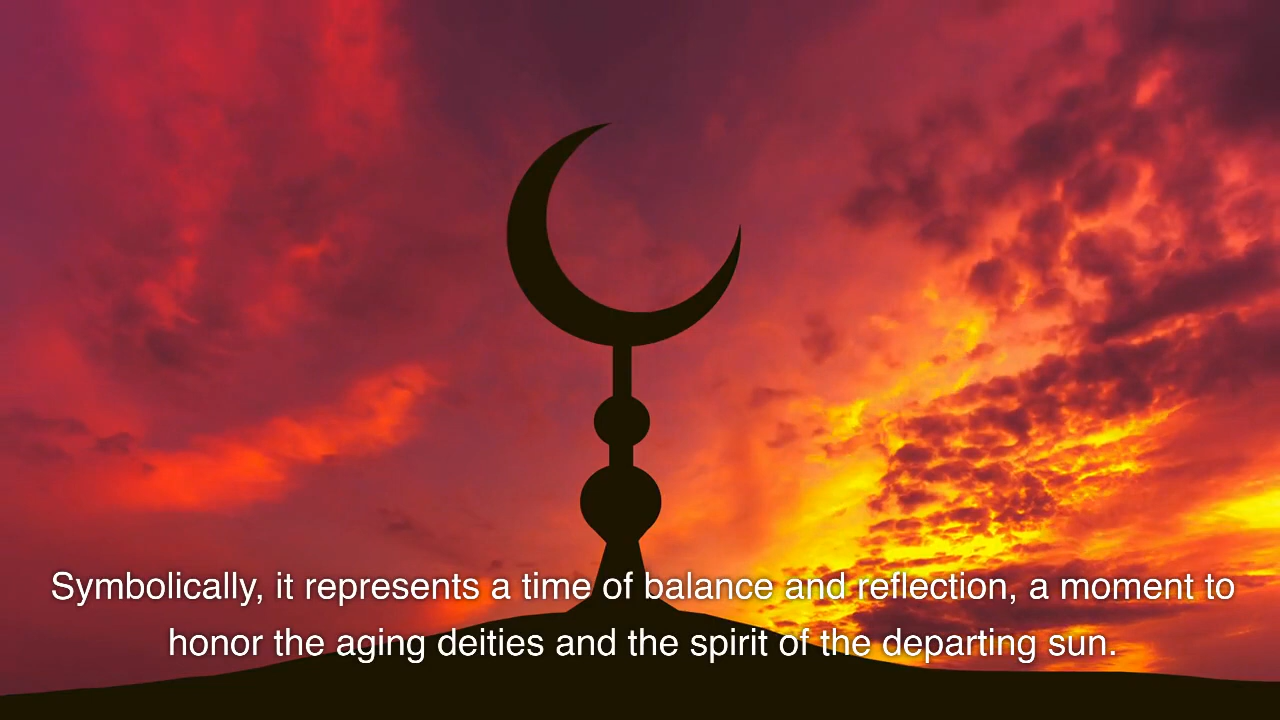 Symbolically, it represents a time of balance and reflection, a moment to
honor the aging deities and the spirit of the departing sun.